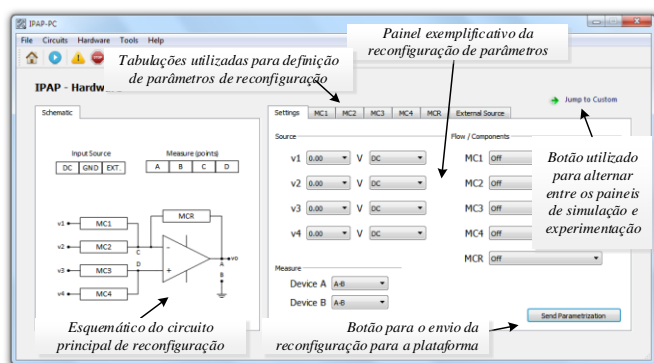 IPAP-PC
File Circuits Hardware Tools Help
Painel exemplificativo da
reconfiguração de parâmetros
Tabulações utilizadas para definição
de parâmetros de reconfiguração
IPAP - Hardw
Jump to Custom
Schematic
Settings MC1 MC2 MC3 MC4 MCR External Source
Input Source
DC GND EXT.
Measure (points)
A B C D
v1 MC1
v2 MC2
v3 MC3
v4 MC4
MCR
C
D
-
+
A
vo
B
Source
v1 0.00 V DC
v2 0.00 V DC
v3 0.00 V DC
v4 0.00 V DC
Flow / Components
MC1 Off
MC2 Off
MC3 Off
MC4 Off
MCR Off
Botão utilizado
para alternar
entre os paineis
de simulação e
experimentação
Measure
Device A A-B
Device B A-B
Send Parametrization
Esquemático do circuito
principal de reconfiguração
Botão para o envio da
reconfiguração para a plataforma